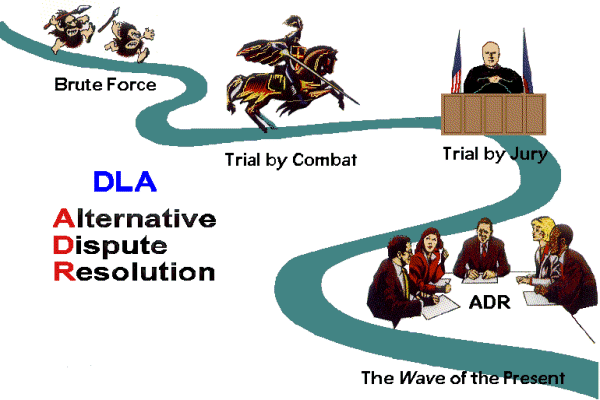 Brute Force
Trial by Combat
Trial by Jury
DLA
Alternative
Dispute
Resolution
ADR
The Wave of the Present